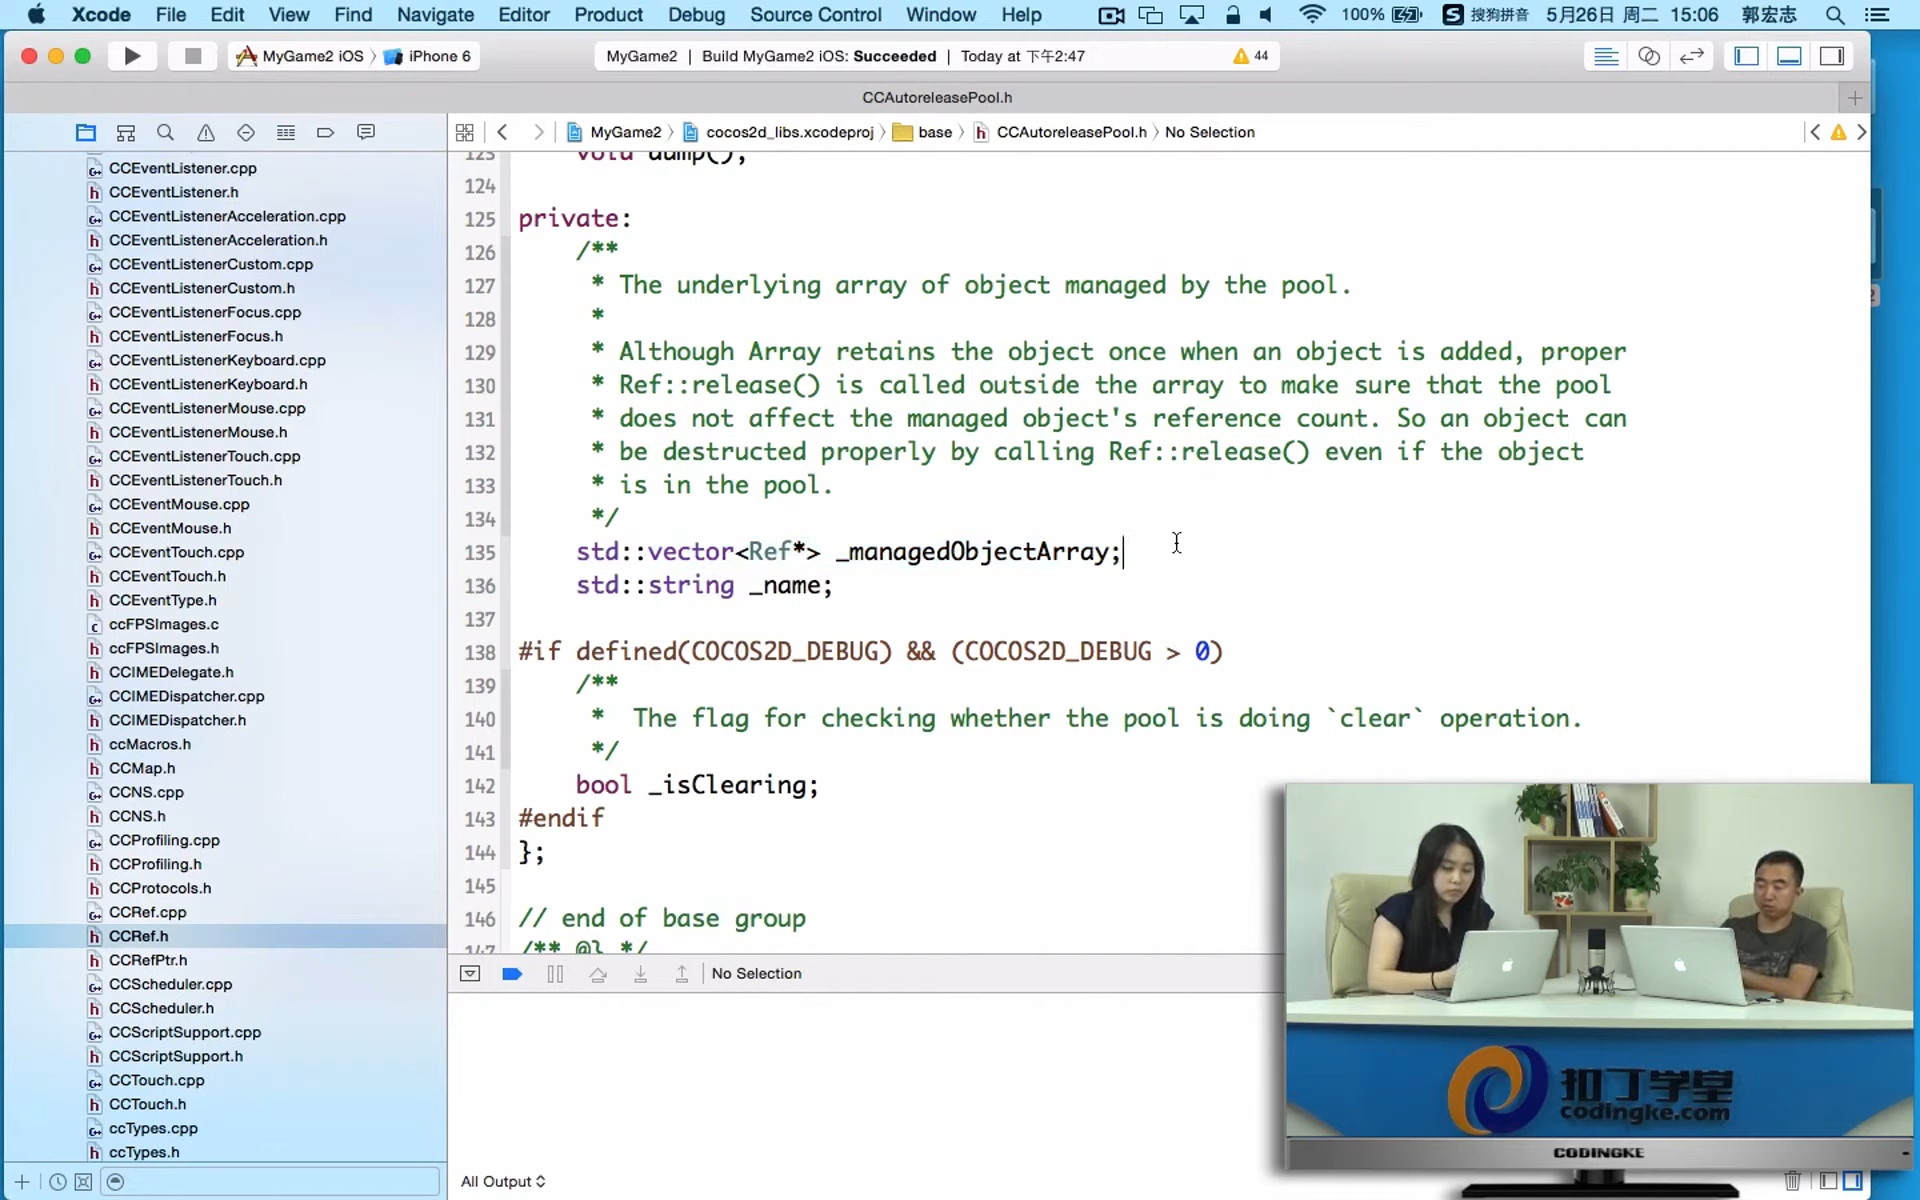 Xcode File Edit View Find Navigate Editor Product Debug Source Control Window Help 100% 搜狗拼音 5月26日 周二 15:06 郭宏志
MyGame2 iOS 〉 iPhone 6
MyGame2 | Build MyGame2 iOS: Succeeded | Today at 下午2:47 44
CCAutoreleasePool.h
MyGame2 〉 cocos2d_libs.xcodeproj 〉 base 〉 CCAutoreleasePool.h 〉 No Selection
CCEventListener.cpp
CCEventListener.h
CCEventListenerAcceleration.cpp
CCEventListenerAcceleration.h
CCEventListenerCustom.cpp
CCEventListenerCustom.h
CCEventListenerFocus.cpp
CCEventListenerFocus.h
CCEventListenerKeyboard.cpp
CCEventListenerKeyboard.h
CCEventListenerMouse.cpp
CCEventListenerMouse.h
CCEventListenerTouch.cpp
CCEventListenerTouch.h
CCEventMouse.cpp
CCEventMouse.h
CCEventTouch.cpp
CCEventTouch.h
CCEventType.h
ccFPSImages.c
ccFPSImages.h
CCIMEDelegate.h
CCIMEDispatcher.cpp
CCIMEDispatcher.h
ccMacros.h
CCMap.h
CCNS.cpp
CCNS.h
CCProfiling.cpp
CCProfiling.h
CCProtocols.h
CCRef.cpp
CCRef.h
CCRefPtr.h
CCScheduler.cpp
CCScheduler.h
CCScriptSupport.cpp
CCScriptSupport.h
CCTouch.cpp
CCTouch.h
ccTypes.cpp
ccTypes.h
123 void dump();
124
125 private:
126 /**
127 * The underlying array of object managed by the pool.
128 *
129 * Although Array retains the object once when an object is added, proper
130 * Ref::release() is called outside the array to make sure that the pool
131 * does not affect the managed object's reference count. So an object can
132 * be destructed properly by calling Ref::release() even if the object
133 * is in the pool.
134 */
135 std::vector<Ref*> _managedObjectArray;
136 std::string _name;
137
138 #if defined(COCOS2D_DEBUG) && (COCOS2D_DEBUG > 0)
139 /**
140 * The flag for checking whether the pool is doing `clear` operation.
141 */
142 bool _isClearing;
143 #endif
144 };
145
146 // end of base group
147 /** @} */
No Selection
All Output
扣丁学堂
codingke.com
CODINGKE